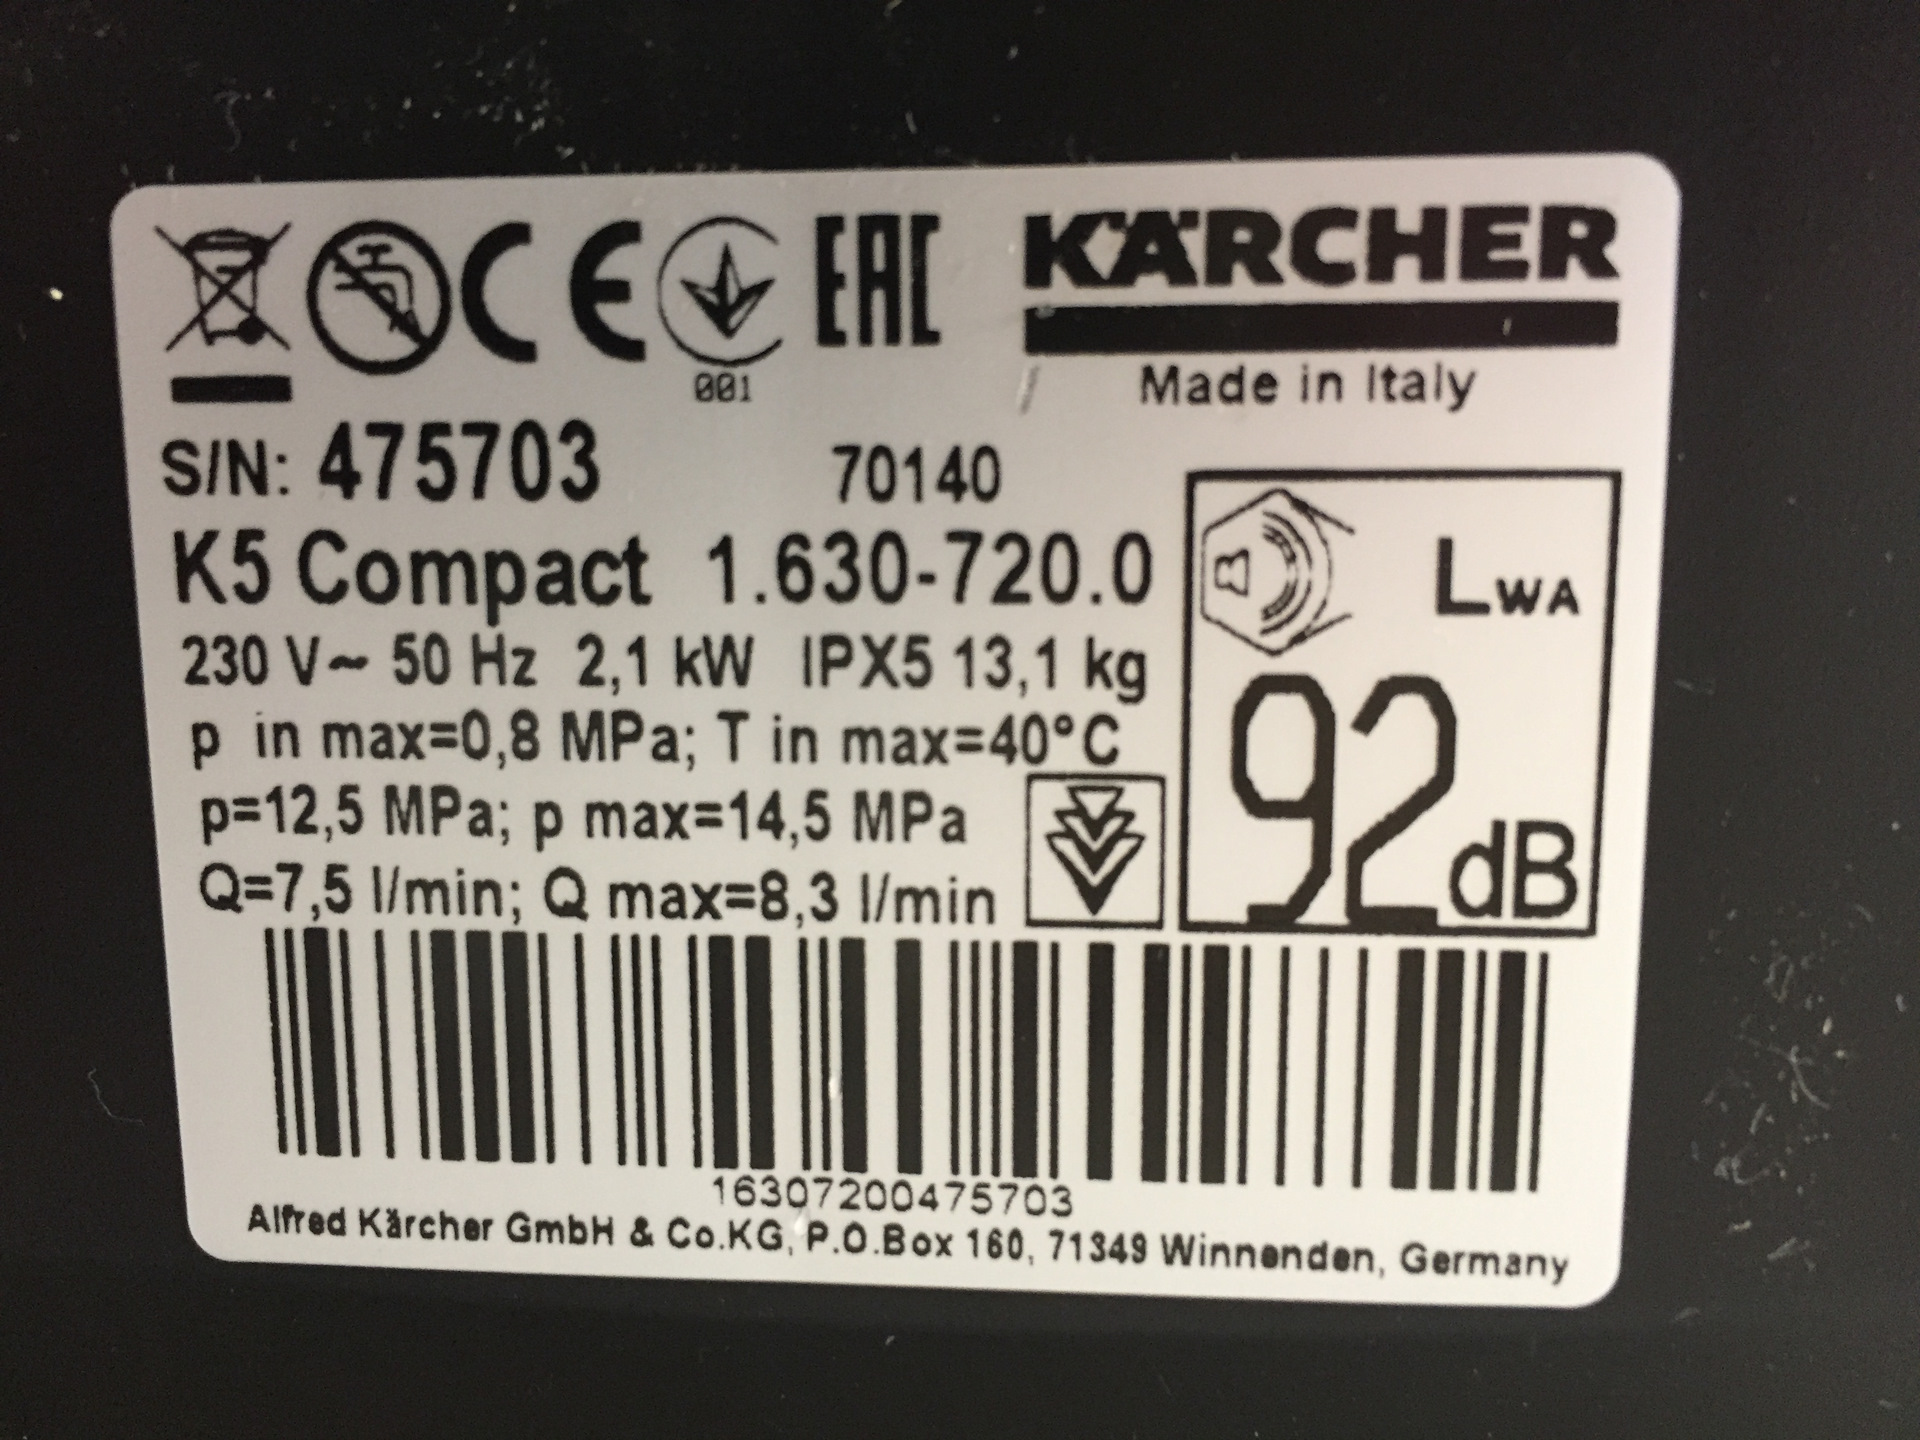 CE EAC KÄRCHER
001
Made in Italy
S/N: 475703 70140
K5 Compact 1.630-720.0
230 V~ 50 Hz 2,1 kW IPX5 13,1 kg
p in max=0,8 MPa; T in max=40°C
p=12,5 MPa; p max=14,5 MPa
Q=7,5 l/min; Q max=8,3 l/min
LWA
92 dB
16307200475703
Alfred Kärcher GmbH & Co.KG, P.O.Box 160, 71349 Winnenden, Germany